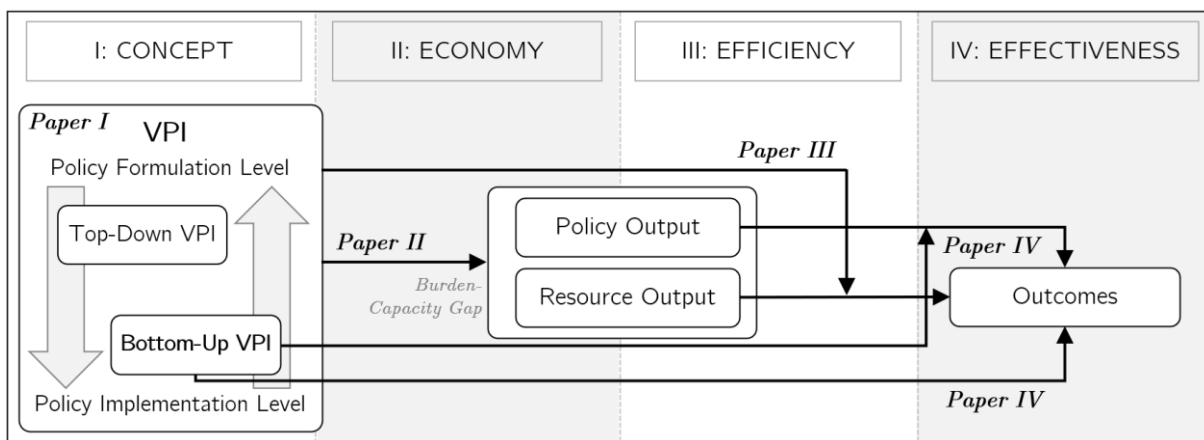 I: CONCEPT
II: ECONOMY
III: EFFICIENCY
IV: EFFECTIVENESS
Paper I
VPI
Policy Formulation Level
Top-Down VPI
Bottom-Up VPI
Policy Implementation Level
Paper II
Burden-
Capacity Gap
Policy Output
Resource Output
Paper III
Paper IV
Outcomes
Paper IV